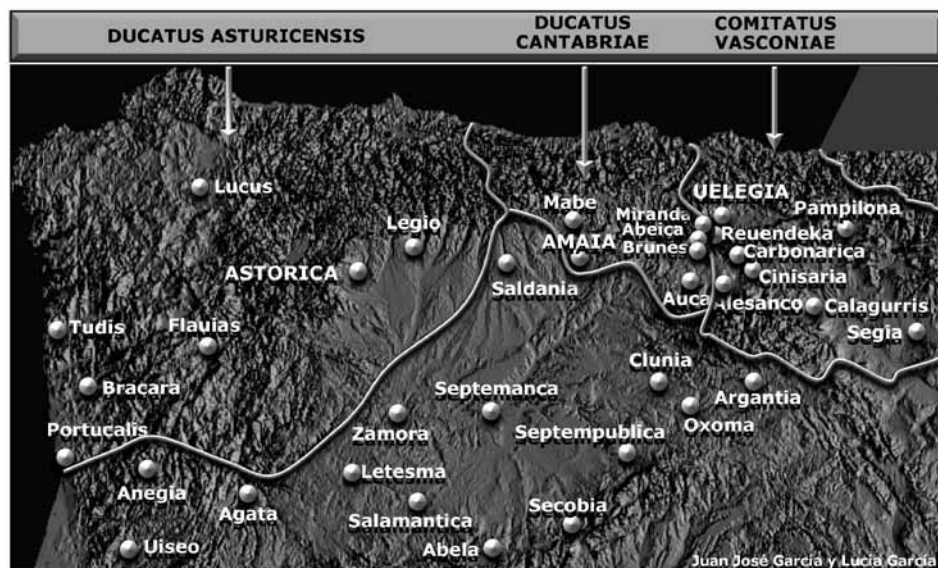 DUCATUS ASTURICENSIS
DUCATUS
CANTABRIAE
COMITATUS
VASCONIAE
Lucus
Mabe
UELEGIA
Pampilona
Miranda
Legio
Abeica
Reuendeka
AMAIA
Brunes
Carbonarica
ASTORICA
Saldania
Cinisaria
Auca
Alesanco
Calagurris
Tudis
Flauias
Segia
Clunia
Bracara
Septemanca
Argantia
Oxoma
Portucalis
Zamora
Septempublica
Letesma
Anegia
Agata
Salamantica
Secobia
Uiseo
Abela
Juan José García y Lucía García